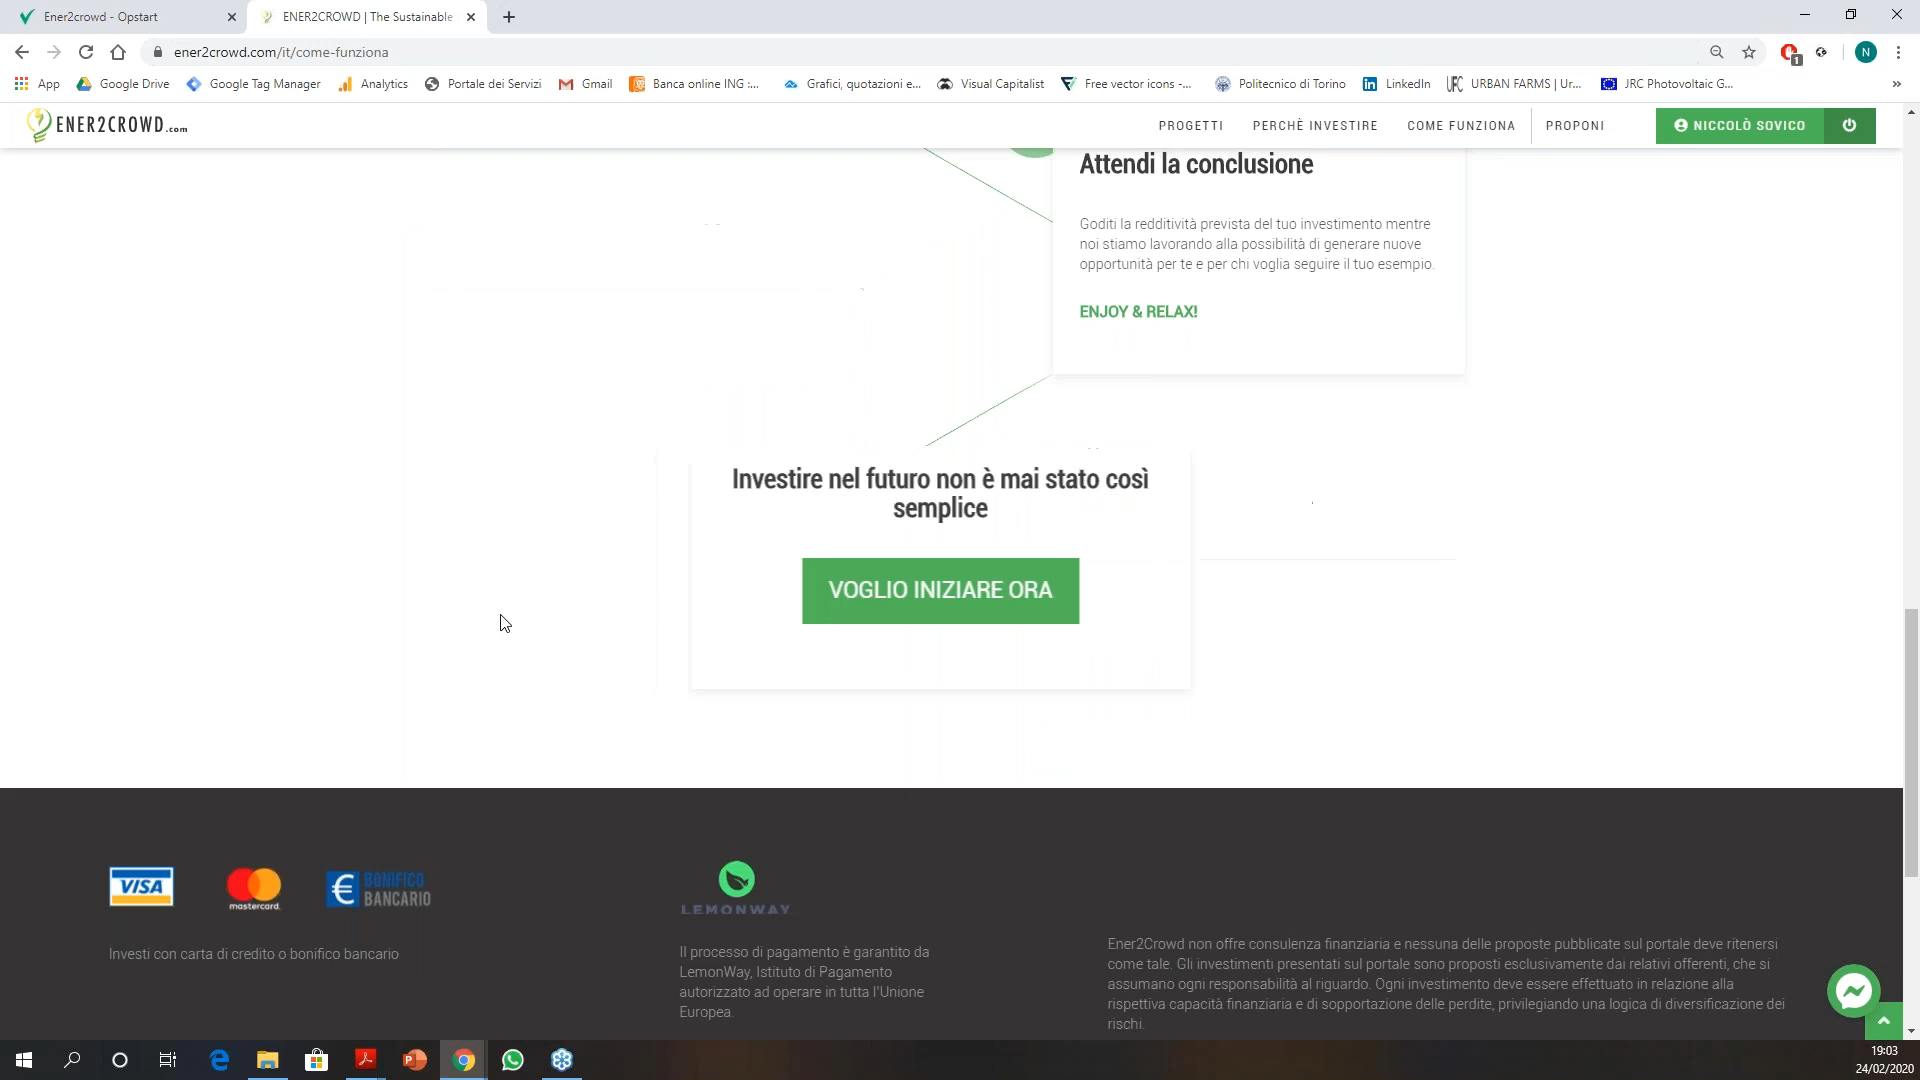 Ener2crowd - Opstart
ENER2CROWD | The Sustainable
ener2crowd.com/it/come-funziona
N
1
App
Google Drive
Google Tag Manager
Analytics
Portale dei Servizi
Gmail
Banca online ING :...
Grafici, quotazioni e...
Visual Capitalist
Free vector icons -...
Politecnico di Torino
LinkedIn
URBAN FARMS | Ur...
JRC Photovoltaic G...
»
ENER2CROWD.com
PROGETTI
PERCHÈ INVESTIRE
COME FUNZIONA
PROPONI
NICCOLÒ SOVICO
Attendi la conclusione
Goditi la redditività prevista del tuo investimento mentre
noi stiamo lavorando alla possibilità di generare nuove
opportunità per te e per chi voglia seguire il tuo esempio.
ENJOY & RELAX!
Investire nel futuro non è mai stato così
semplice
VOGLIO INIZIARE ORA
VISA
mastercard.
BONIFICO
BANCARIO
Investi con carta di credito o bonifico bancario
LEMONWAY
Il processo di pagamento è garantito da
LemonWay, Istituto di Pagamento
autorizzato ad operare in tutta l'Unione
Europea.
Ener2Crowd non offre consulenza finanziaria e nessuna delle proposte pubblicate sul portale deve ritenersi
come tale. Gli investimenti presentati sul portale sono proposti esclusivamente dai relativi offerenti, che si
assumano ogni responsabilità al riguardo. Ogni investimento deve essere effettuato in relazione alla
rispettiva capacità finanziaria e di sopportazione delle perdite, privilegiando una logica di diversificazione dei
rischi.
19:03
24/02/2020